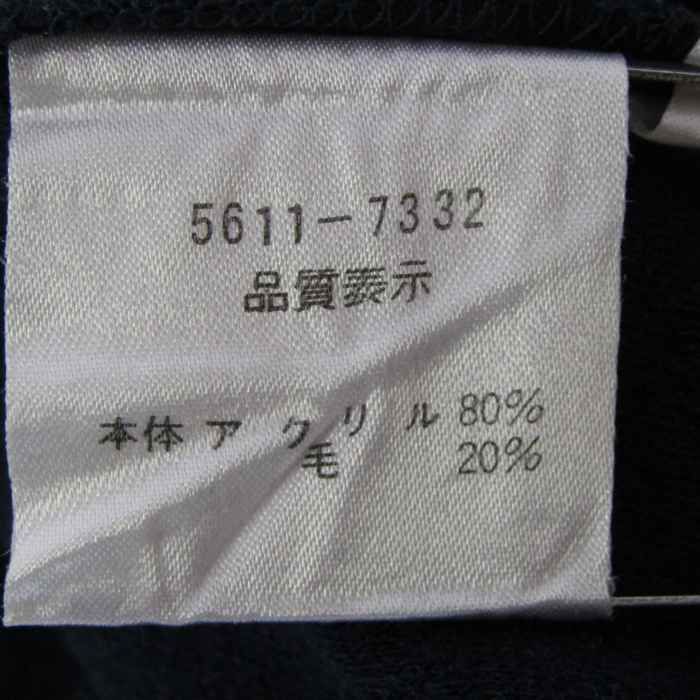 5611-7332
品質表示
本体 アクリル 80%
毛 20%